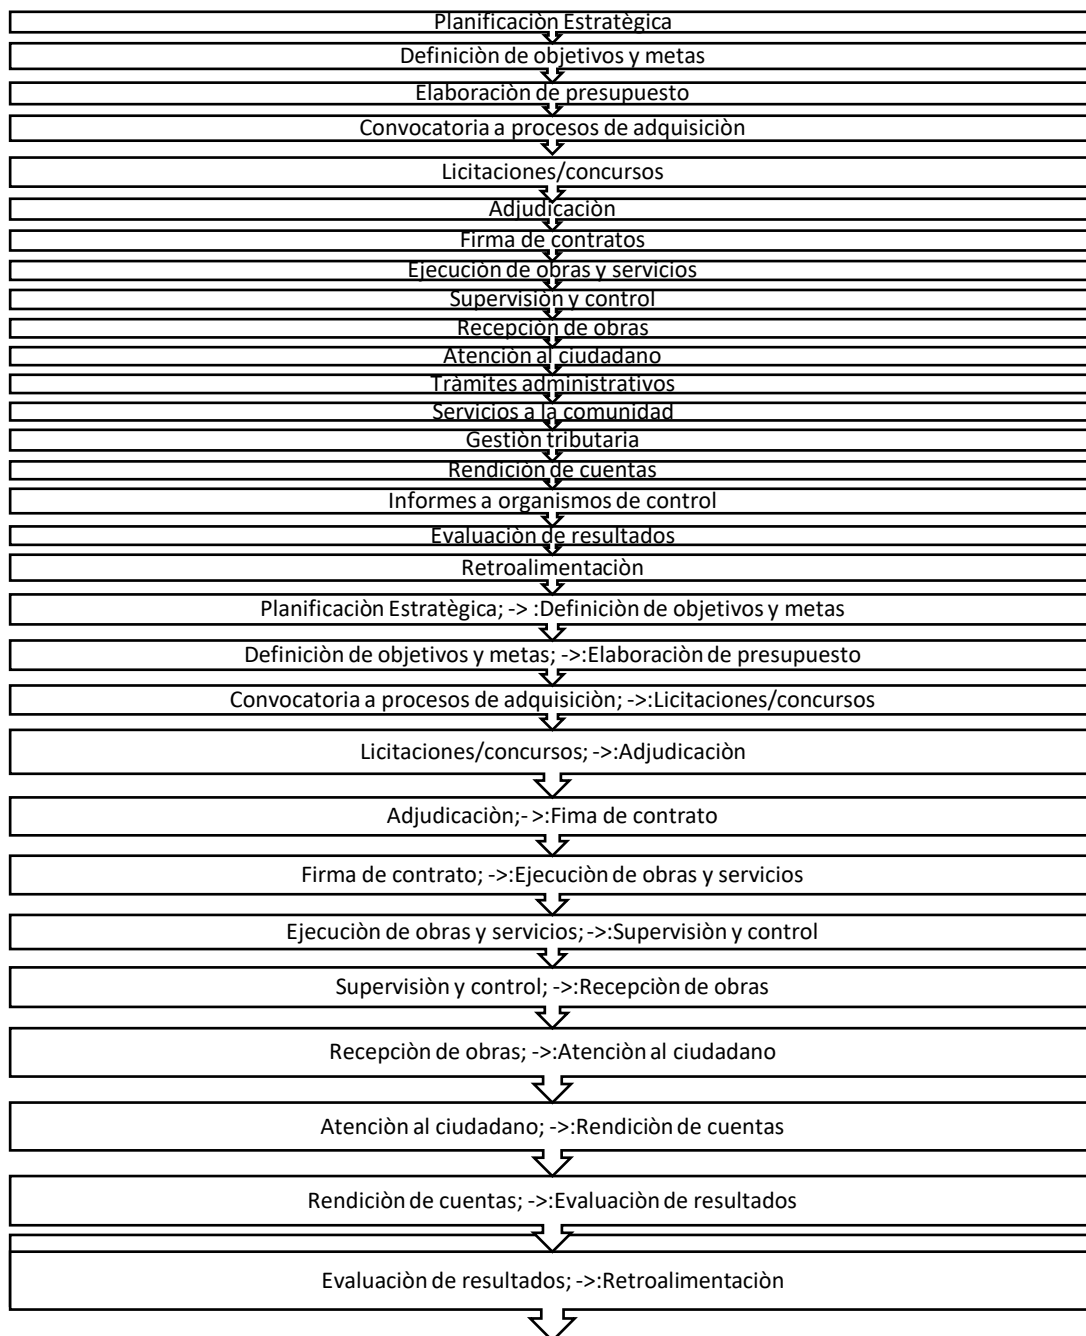 Planificaciòn Estratègica
Definiciòn de objetivos y metas
Elaboraciòn de presupuesto
Convocatoria a procesos de adquisiciòn
Licitaciones/concursos
Adjudicaciòn
Firma de contratos
Ejecuciòn de obras y servicios
Supervisiòn y control
Recepciòn de obras
Atenciòn al ciudadano
Tràmites administrativos
Servicios a la comunidad
Gestiòn tributaria
Rendiciòn de cuentas
Informes a organismos de control
Evaluaciòn de resultados
Retroalimentaciòn
Planificaciòn Estratègica; -> :Definiciòn de objetivos y metas
Definiciòn de objetivos y metas; ->:Elaboraciòn de presupuesto
Convocatoria a procesos de adquisiciòn; ->:Licitaciones/concursos
Licitaciones/concursos; ->:Adjudicaciòn
Adjudicaciòn;- >:Fima de contrato
Firma de contrato; ->:Ejecuciòn de obras y servicios
Ejecuciòn de obras y servicios; ->:Supervisiòn y control
Supervisiòn y control; ->:Recepciòn de obras
Recepciòn de obras; ->:Atenciòn al ciudadano
Atenciòn al ciudadano; ->:Rendiciòn de cuentas
Rendiciòn de cuentas; ->:Evaluaciòn de resultados
Evaluaciòn de resultados; ->:Retroalimentaciòn